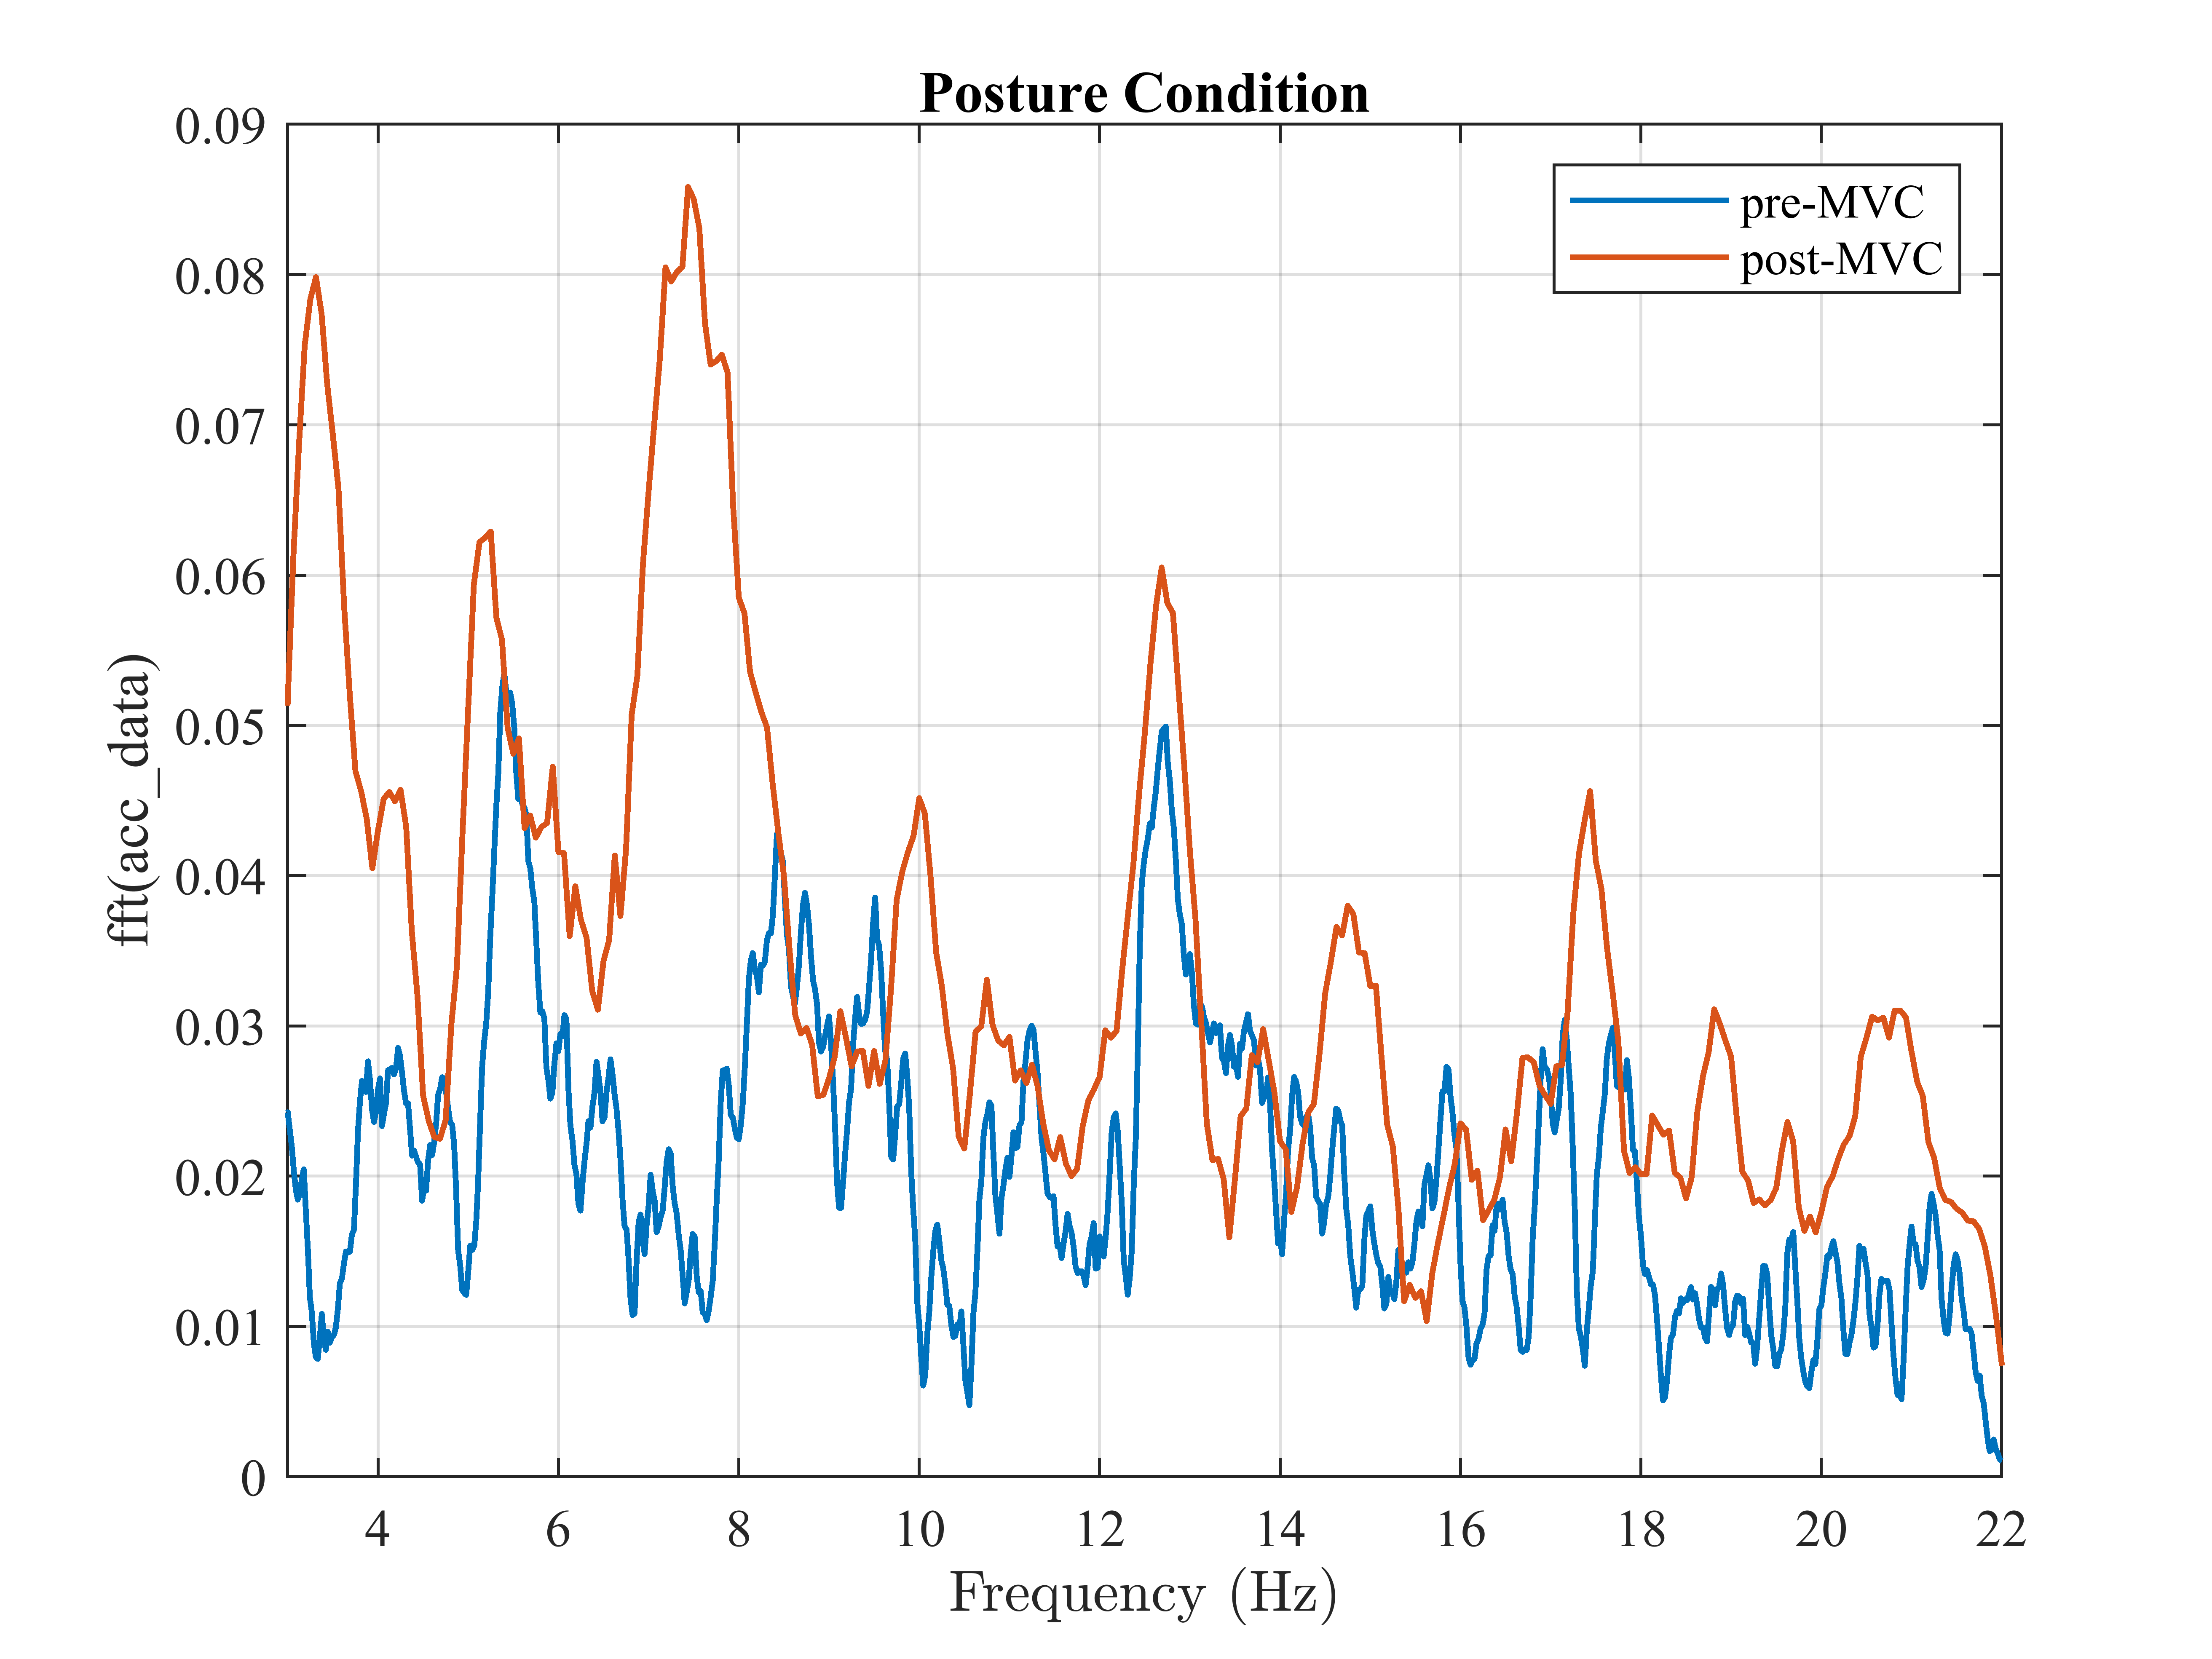 Posture Condition
0.09
0.08
0.07
0.06
0.05
0.04
0.03
0.02
0.01
0
fft(acc_data)
pre-MVC
post-MVC
4 6 8 10 12 14 16 18 20 22
Frequency (Hz)